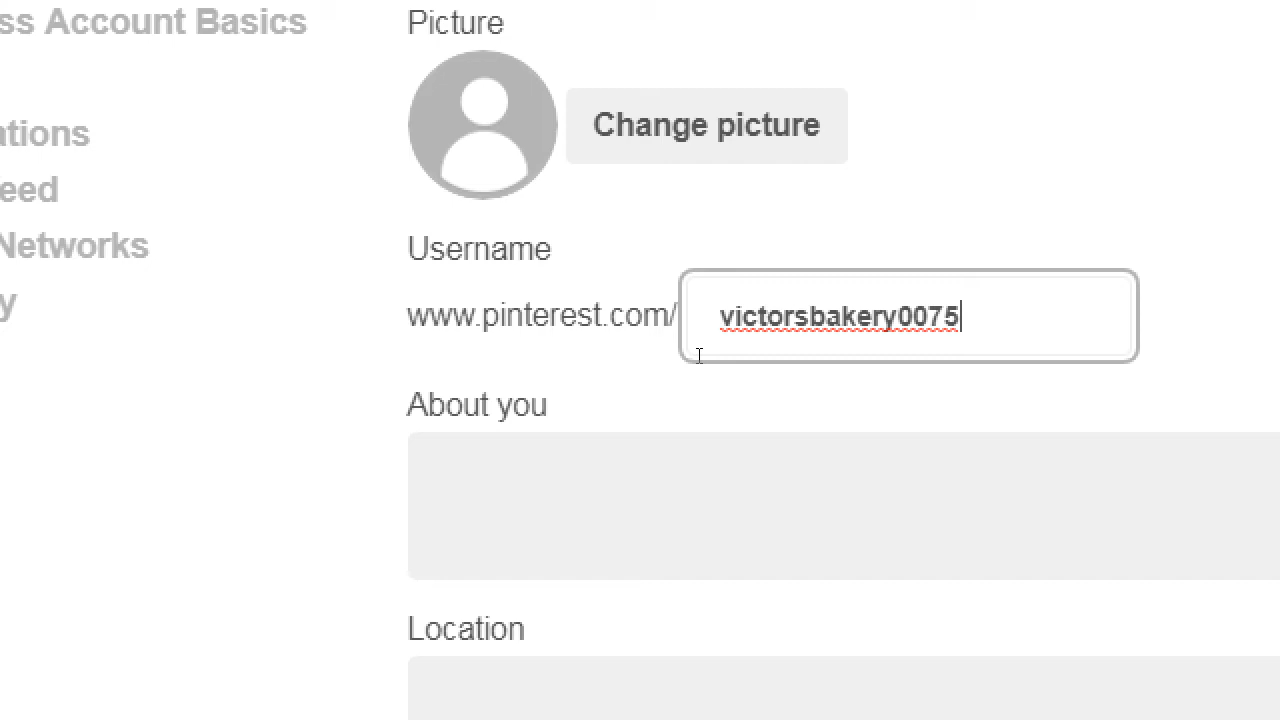 ss Account Basics
ations
eed
Networks
y
Picture
Change picture
Username
www.pinterest.com/ victorsbakery0075
About you
Location